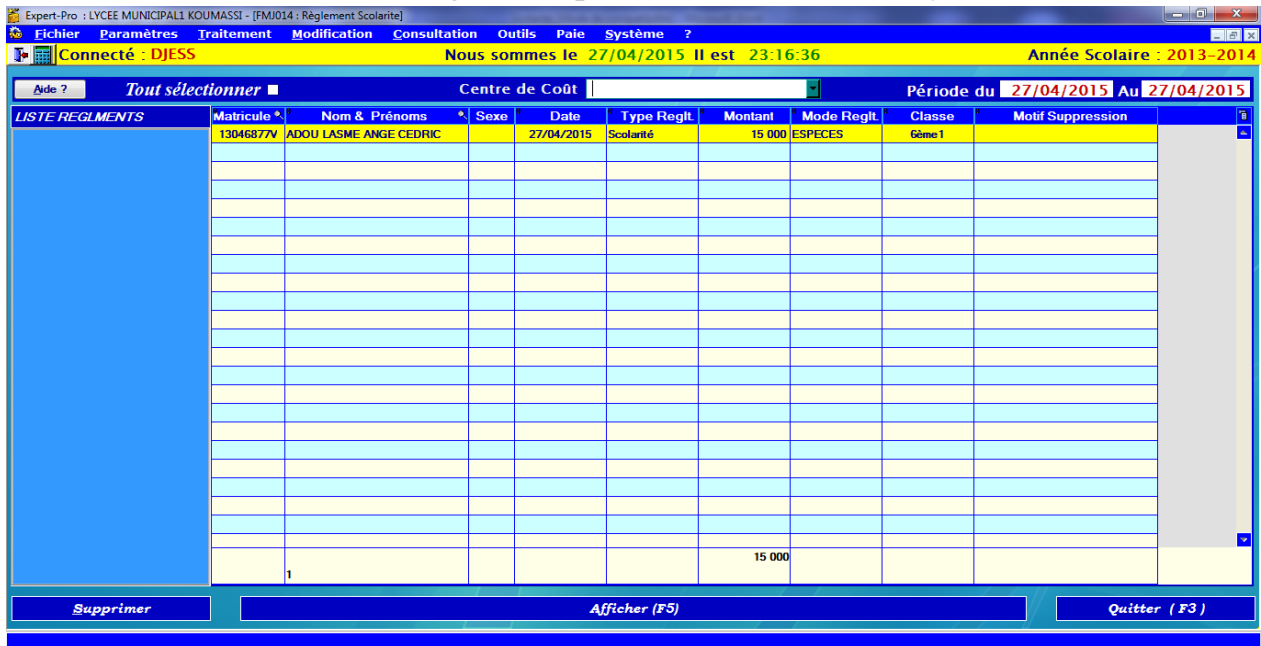 Expert-Pro : LYCEE MUNICIPAL1 KOUMASSI - [FMJ014 : Règlement Scolarite]
Fichier Paramètres Traitement Modification Consultation Outils Paie Système ?
Connecté : DJESS Nous sommes le 27/04/2015 Il est 23:16:36 Année Scolaire : 2013-2014
Aide ? Tout sélectionner Centre de Coût Période du 27/04/2015 Au 27/04/2015
LISTE REGLMENTS Matricule Nom & Prénoms Sexe Date Type Reglt. Montant Mode Reglt. Classe Motif Suppression
13046877V ADOU LASME ANGE CEDRIC 27/04/2015 Scolarité 15 000 ESPECES 6ème1
15 000
1
Supprimer Afficher (F5) Quitter ( F3 )